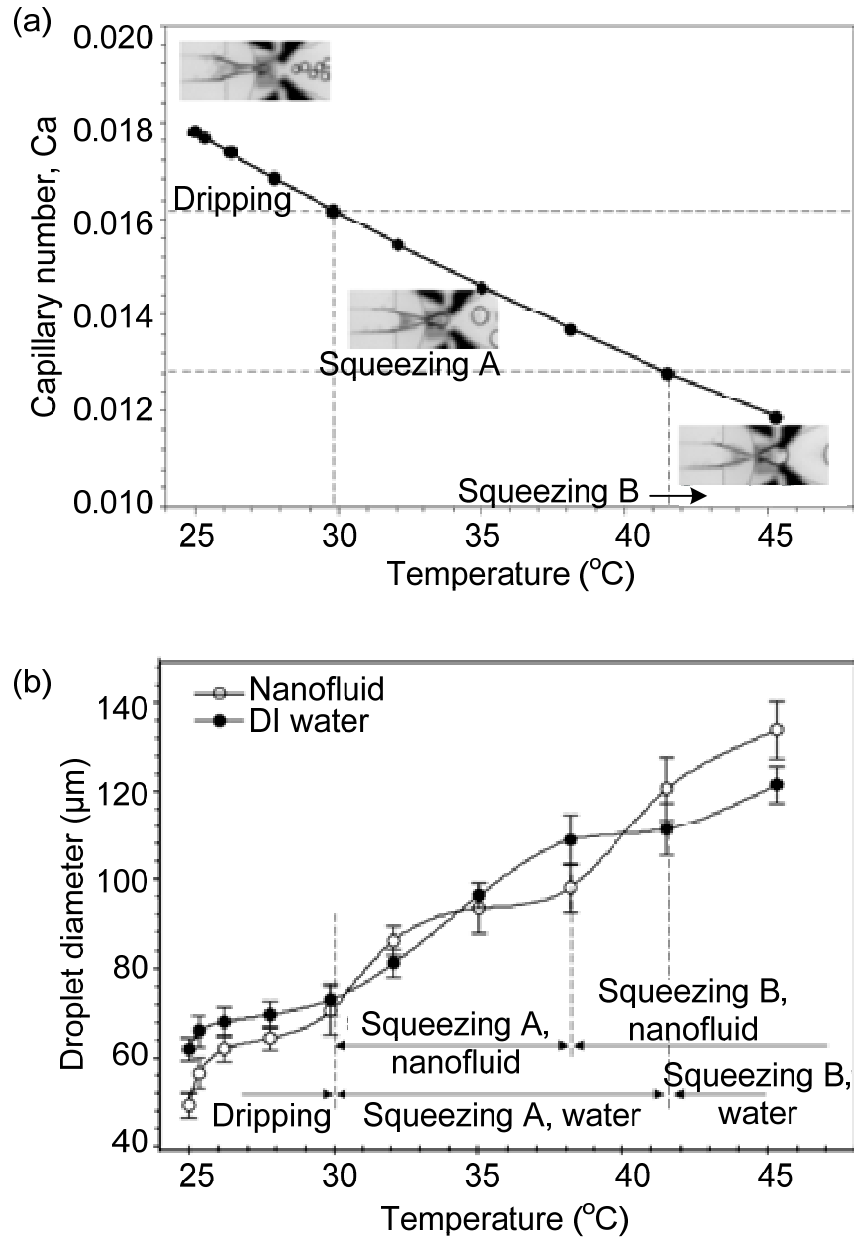 (a)
Capillary number, Ca
0.020
0.018
0.016
0.014
0.012
0.010
Dripping
Squeezing A
Squeezing B
25
30
35
40
45
Temperature (°C)
(b)
Nanofluid
DI water
Droplet diameter (μm)
140
120
100
80
60
40
Squeezing A,
nanofluid
Squeezing B,
nanofluid
Dripping
Squeezing A, water
Squeezing B,
water
25
30
35
40
45
Temperature (°C)